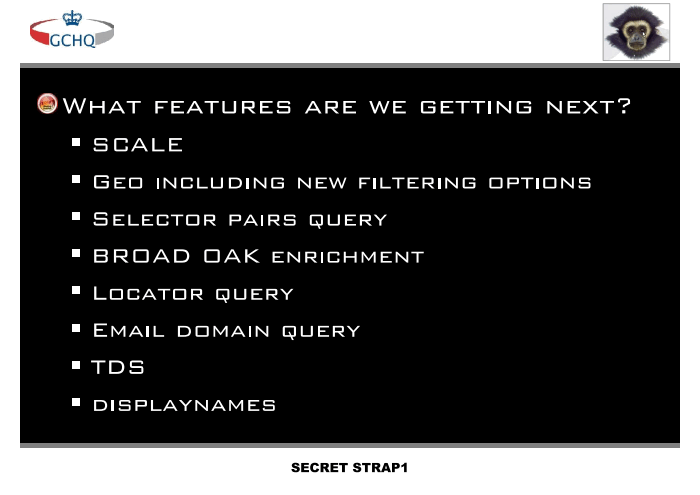 GCHQ
WHAT FEATURES ARE WE GETTING NEXT?
SCALE
GEO INCLUDING NEW FILTERING OPTIONS
SELECTOR PAIRS QUERY
BROAD OAK ENRICHMENT
LOCATOR QUERY
EMAIL DOMAIN QUERY
TDS
DISPLAYNAMES
SECRET STRAP1